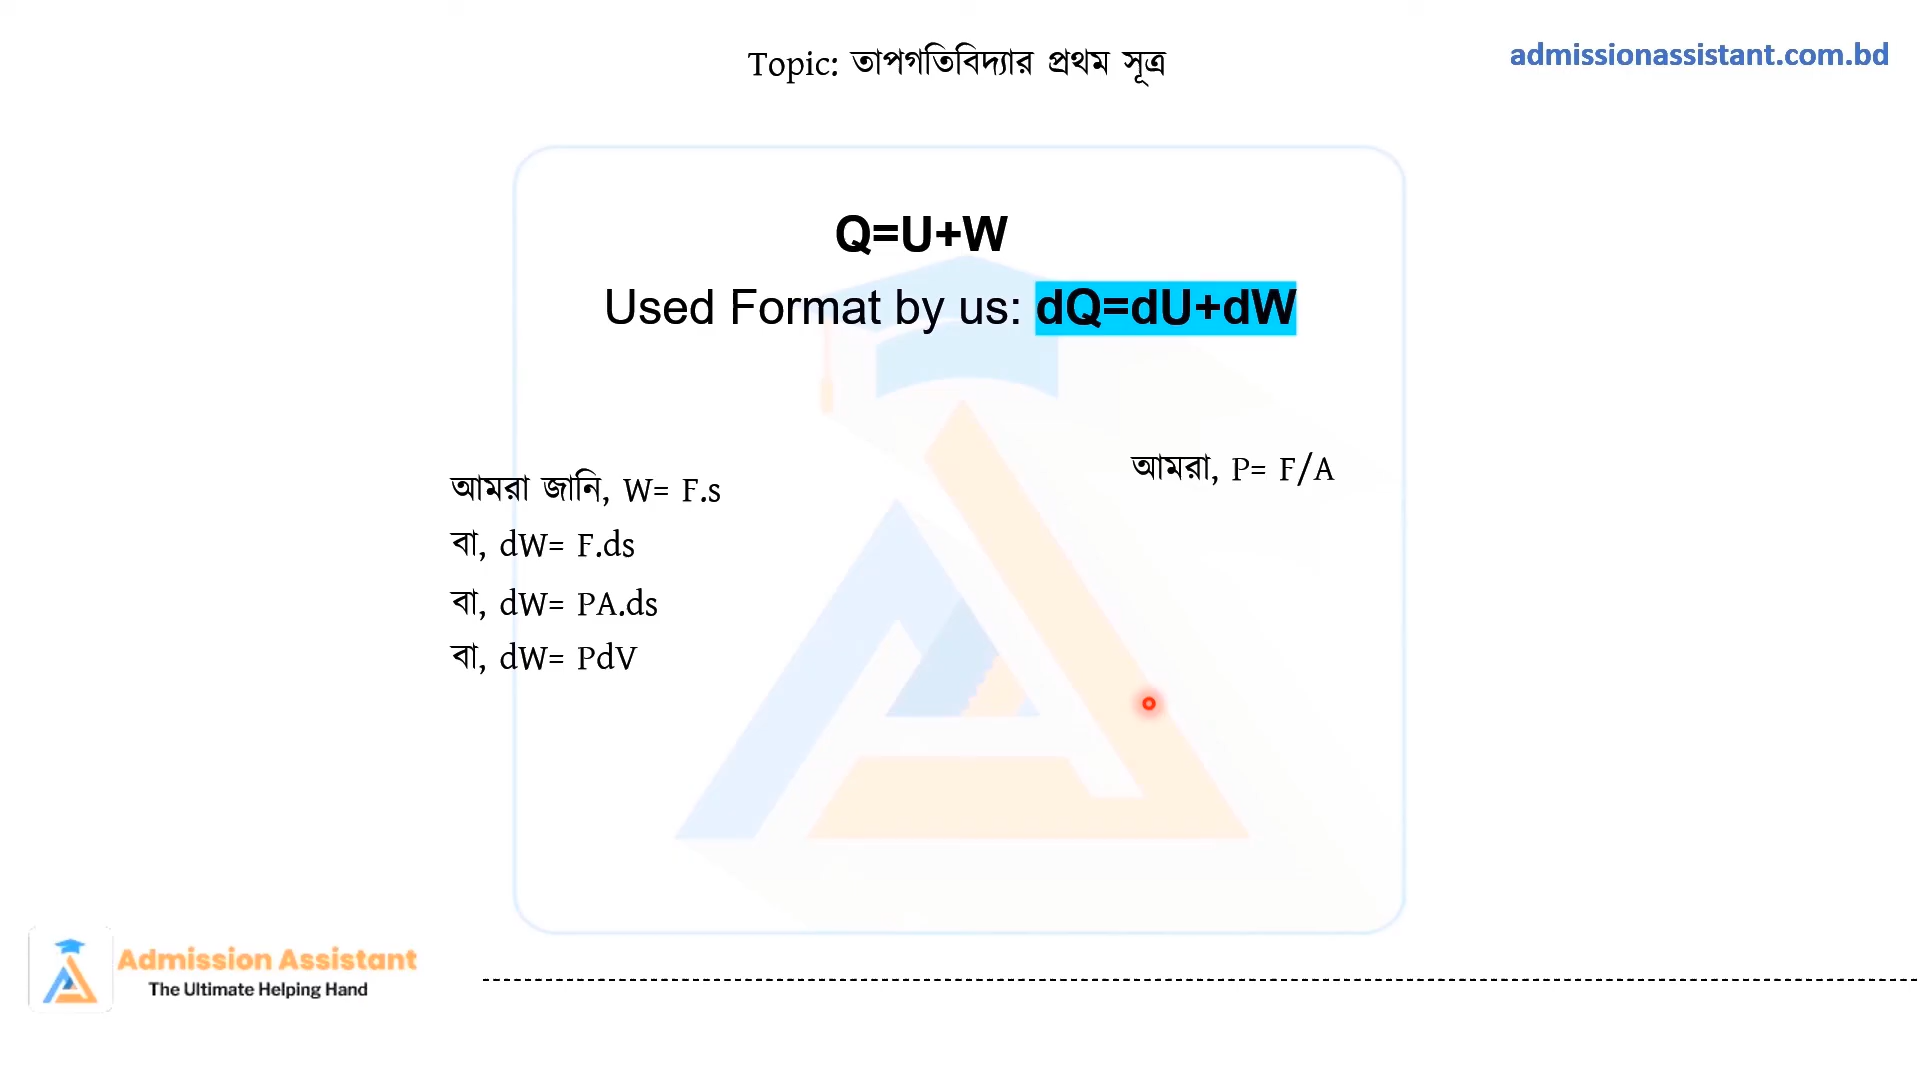 Topic: তাপগতিবিদ্যার প্রথম সূত্র
admissionassistant.com.bd
Q=U+W
Used Format by us: dQ=dU+dW
আমরা জানি, W= F.s
বা, dW= F.ds
বা, dW= PA.ds
বা, dW= PdV
আমরা, P= F/A
Admission Assistant
The Ultimate Helping Hand